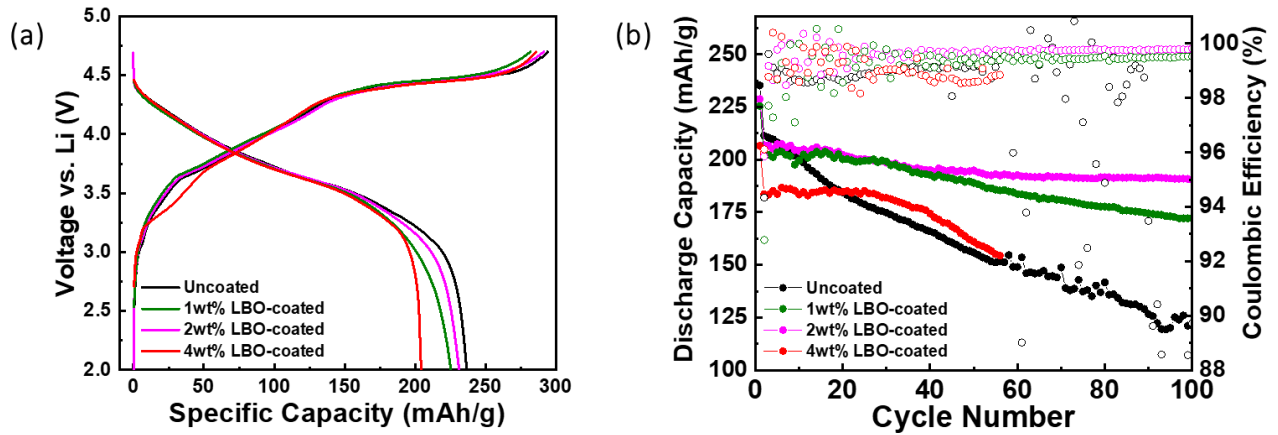 (a)
5.0
4.5
4.0
3.5
3.0
2.5
2.0
Voltage vs. Li (V)
Uncoated
1wt% LBO-coated
2wt% LBO-coated
4wt% LBO-coated
0 50 100 150 200 250 300
Specific Capacity (mAh/g)
(b)
250
225
200
175
150
125
100
Discharge Capacity (mAh/g)
Uncoated
1wt% LBO-coated
2wt% LBO-coated
4wt% LBO-coated
100
98
96
94
92
90
88
Coulombic Efficiency (%)
0 20 40 60 80 100
Cycle Number